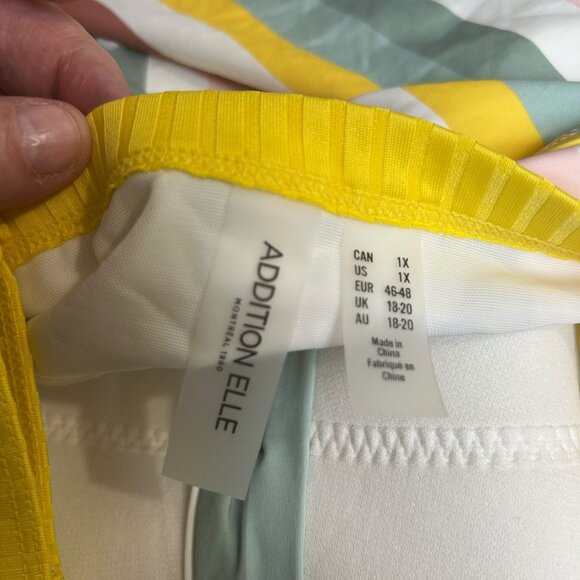 ADDITION ELLE
MONTRÉAL 1980
CAN 1X
US 1X
EUR 46-48
UK 18-20
AU 18-20
Made in
China
Fabriqué en
Chine